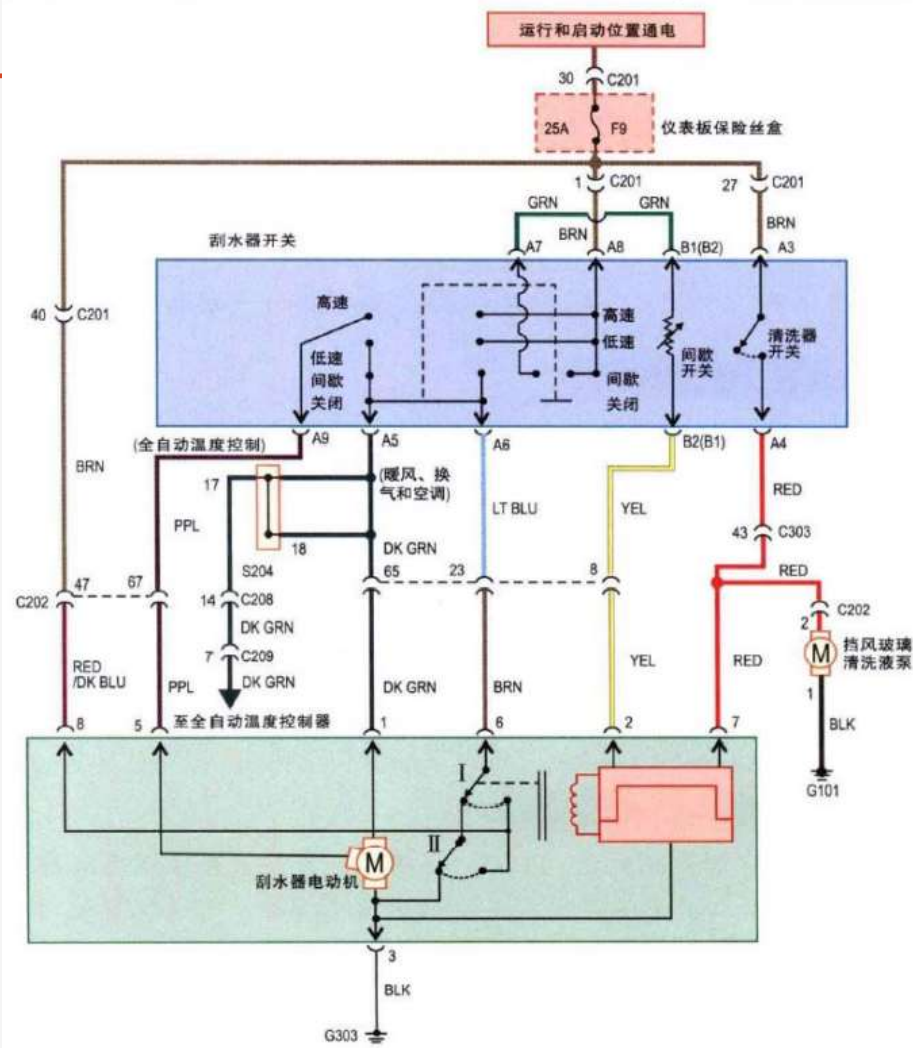 运行和启动位置通电
30 C201
25A F9 仪表板保险丝盒
1 C201
27 C201
GRN GRN
BRN BRN
刮水器开关
A7 A8 B1(B2) A3
40 C201
高速
低速
间歇
关闭
高速
低速
间歇
关闭
间歇
开关
清洗器
开关
(全自动温度控制)
A9 A5 A6 B2(B1) A4
BRN
17
(暖风、换
气和空调)
PPL
LT BLU
YEL
RED
18
DK GRN
43 C303
S204
RED
47 67 65 23 8
C202
14 C208
C202
2
DK GRN
7 C209
M
挡风玻璃
清洗液泵
RED
/DK BLU
PPL
DK GRN
DK GRN
BRN
YEL
RED
1
BLK
G101
8 5 至全自动温度控制器 1 6 2 7
I
II
M
刮水器电动机
3
BLK
G303